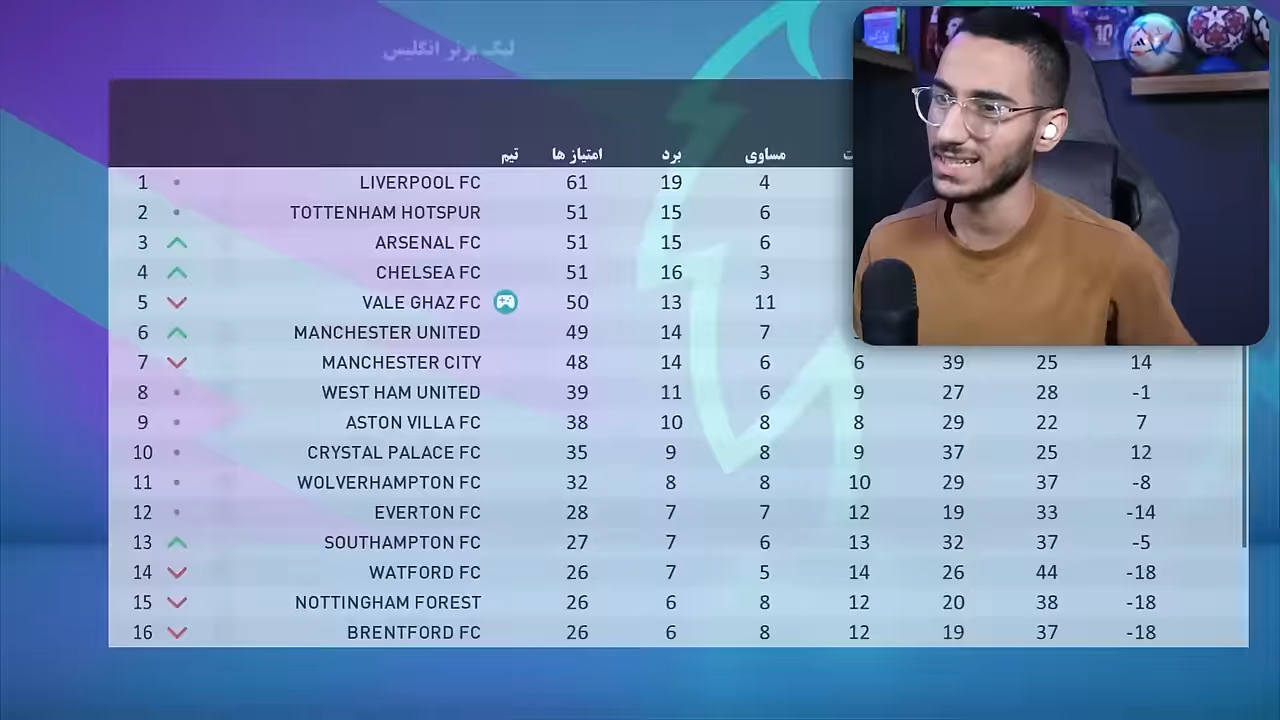 لیگ برتر انگلیس
تیم امتیاز ها برد مساوی
1 LIVERPOOL FC 61 19 4
2 TOTTENHAM HOTSPUR 51 15 6
3 ARSENAL FC 51 15 6
4 CHELSEA FC 51 16 3
5 VALE GHAZ FC 50 13 11
6 MANCHESTER UNITED 49 14 7
7 MANCHESTER CITY 48 14 6 6 39 25 14
8 WEST HAM UNITED 39 11 6 9 27 28 -1
9 ASTON VILLA FC 38 10 8 8 29 22 7
10 CRYSTAL PALACE FC 35 9 8 9 37 25 12
11 WOLVERHAMPTON FC 32 8 8 10 29 37 -8
12 EVERTON FC 28 7 7 12 19 33 -14
13 SOUTHAMPTON FC 27 7 6 13 32 37 -5
14 WATFORD FC 26 7 5 14 26 44 -18
15 NOTTINGHAM FOREST 26 6 8 12 20 38 -18
16 BRENTFORD FC 26 6 8 12 19 37 -18
10